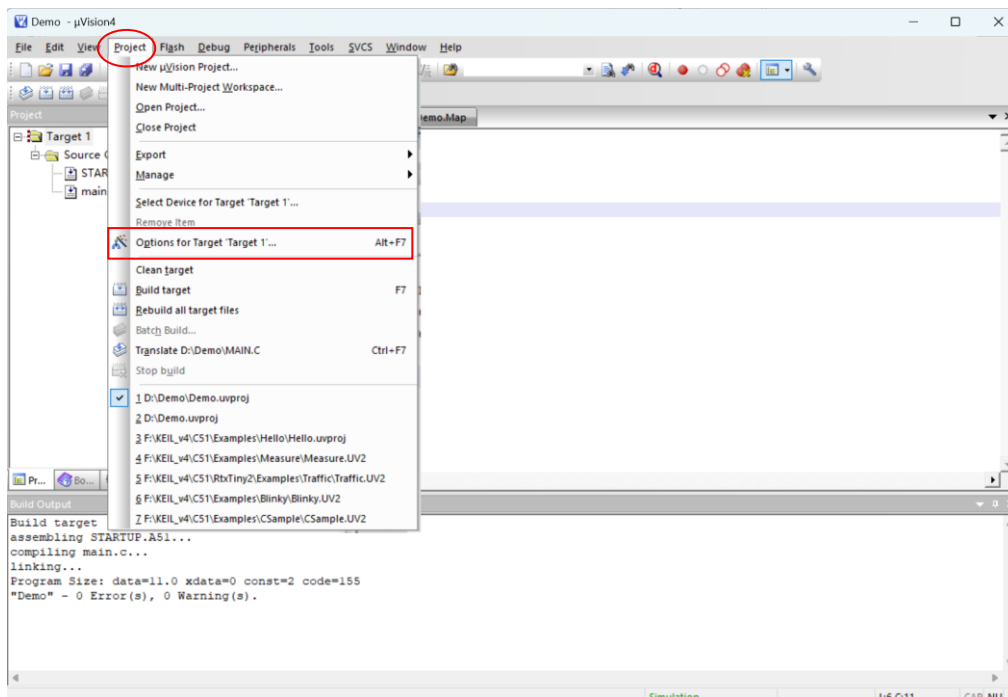 Demo - µVision4
File Edit View Project Flash Debug Peripherals Tools SVCS Window Help
New µVision Project...
New Multi-Project Workspace...
Open Project...
Close Project
Export
Manage
Select Device for Target 'Target 1'...
Remove Item
Options for Target 'Target 1'... Alt+F7
Clean target
Build target F7
Rebuild all target files
Batch Build...
Translate D:\Demo\MAIN.C Ctrl+F7
Stop build
1 D:\Demo\Demo.uvproj
2 D:\Demo.uvproj
3 F:\KEIL_v4\C51\Examples\Hello\Hello.uvproj
4 F:\KEIL_v4\C51\Examples\Measure\Measure.UV2
5 F:\KEIL_v4\C51\RtxTiny2\Examples\Traffic\Traffic.UV2
6 F:\KEIL_v4\C51\Examples\Blinky\Blinky.UV2
7 F:\KEIL_v4\C51\Examples\CSample\CSample.UV2
Project
Target 1
Source
STAR
main
emo.Map
Pr... Bo...
Build Output
Build target
assembling STARTUP.A51...
compiling main.c...
linking...
Program Size: data=11.0 xdata=0 const=2 code=155
"Demo" - 0 Error(s), 0 Warning(s).